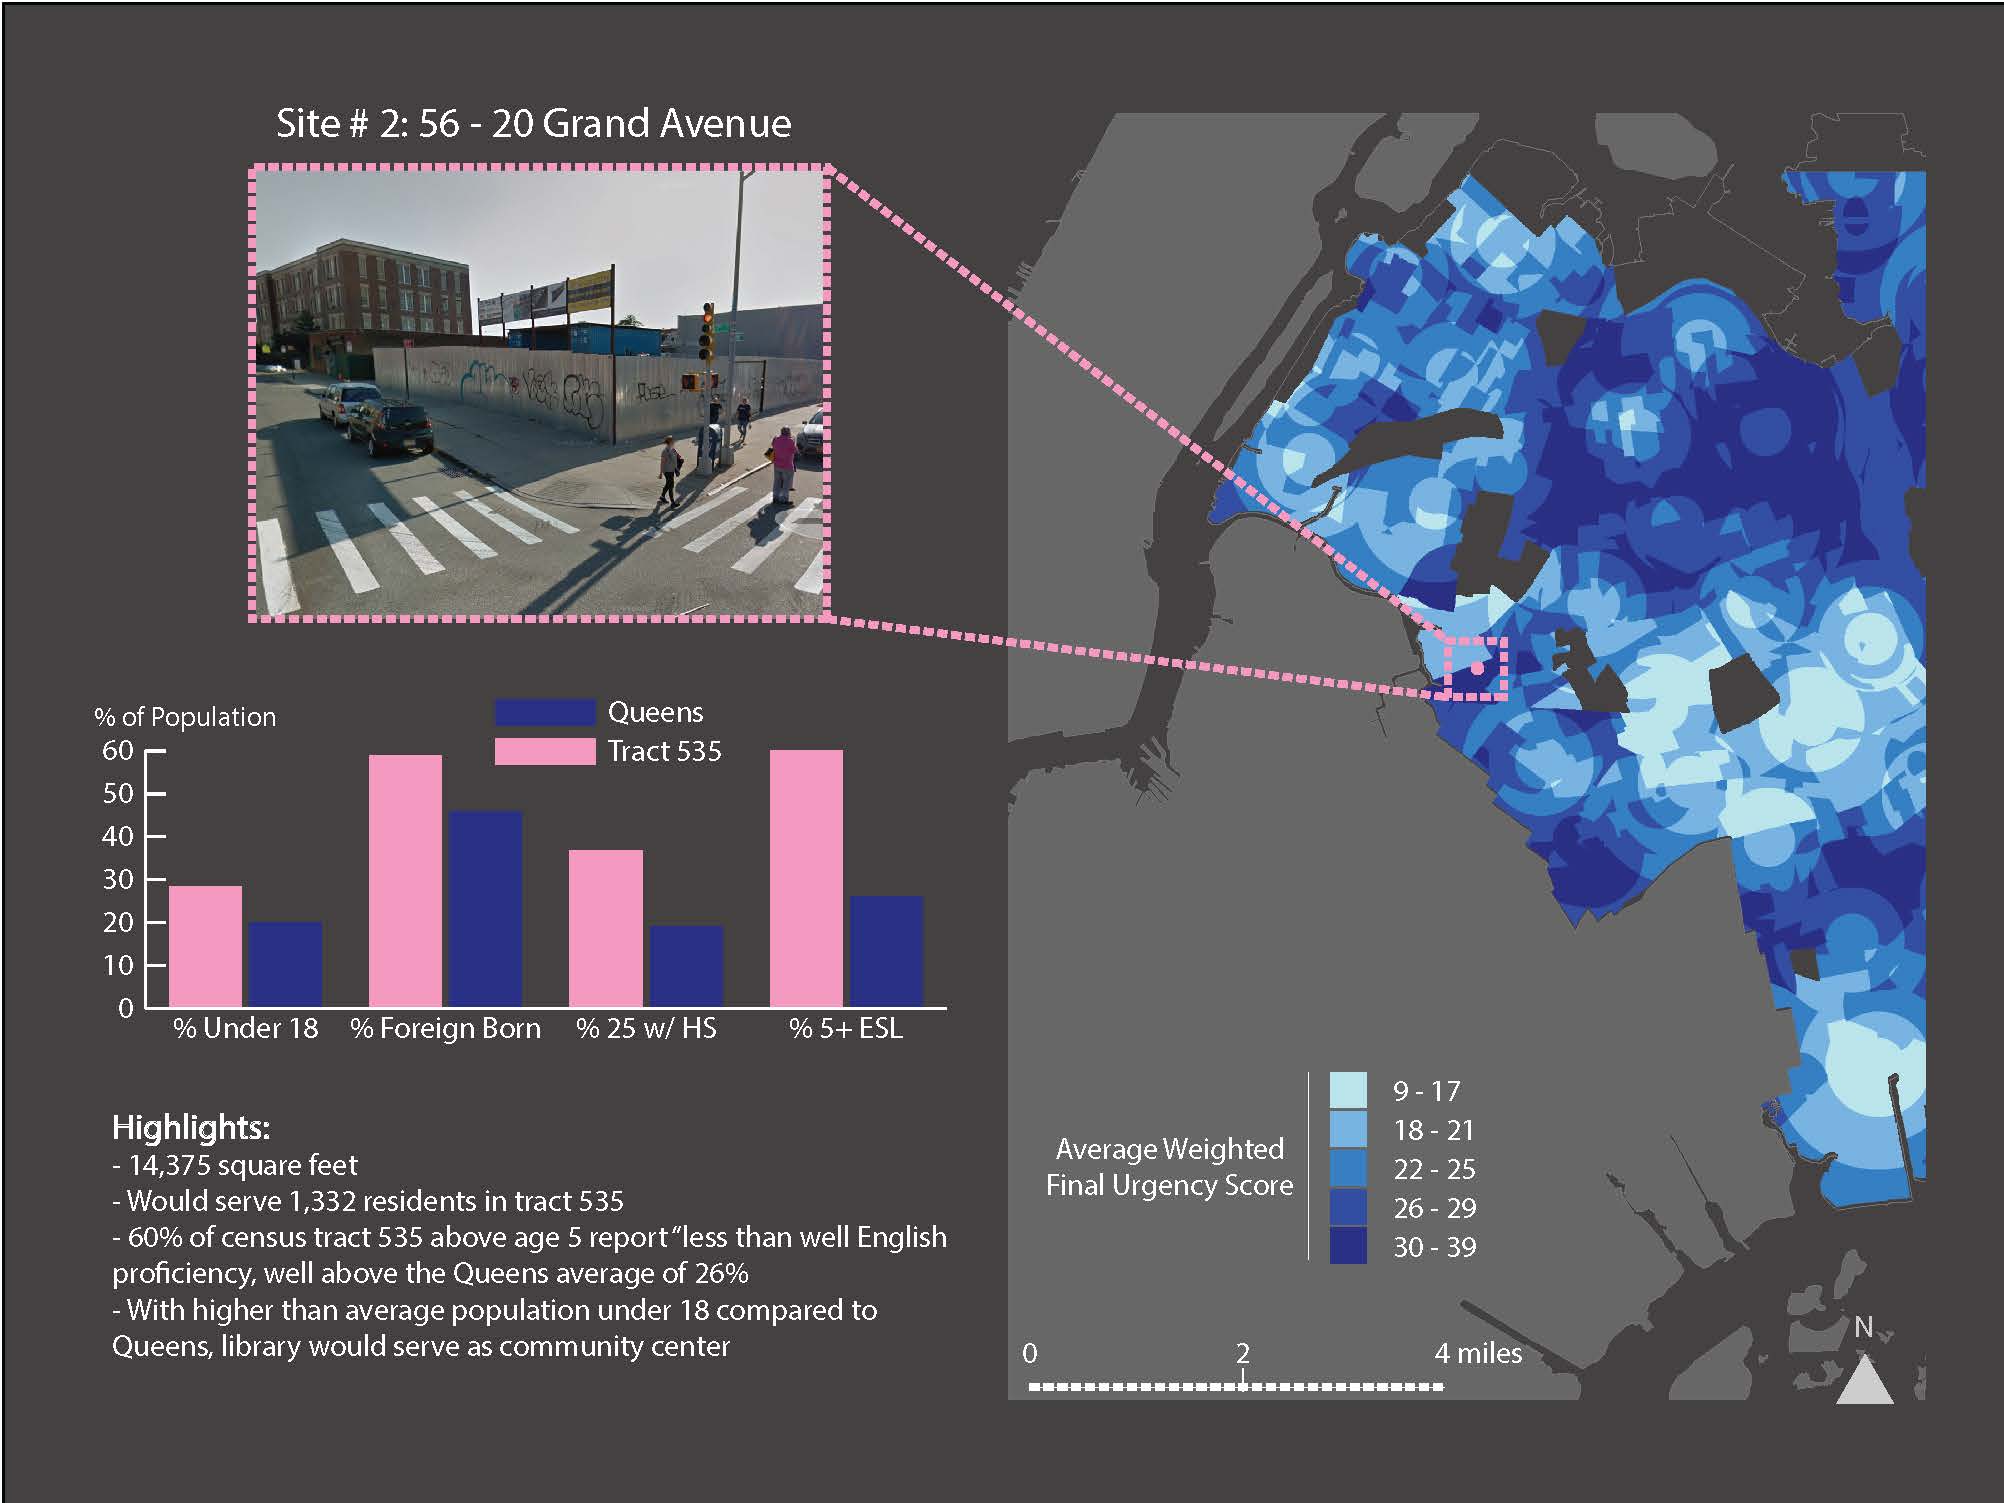 Site # 2: 56 - 20 Grand Avenue
% of Population
Queens
Tract 535
60
50
40
30
20
10
0
% Under 18
% Foreign Born
% 25 w/ HS
% 5+ ESL
Highlights:
- 14,375 square feet
- Would serve 1,332 residents in tract 535
- 60% of census tract 535 above age 5 report “less than well English
proficiency, well above the Queens average of 26%
- With higher than average population under 18 compared to
Queens, library would serve as community center
Average Weighted
Final Urgency Score
9 - 17
18 - 21
22 - 25
26 - 29
30 - 39
0
2
4 miles
N